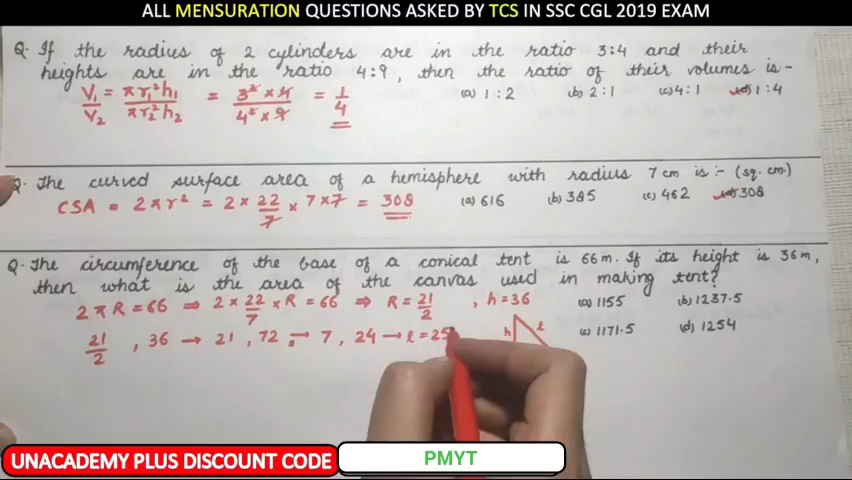 ALL MENSURATION QUESTIONS ASKED BY TCS IN SSC CGL 2019 EXAM
Q. If the radius of 2 cylinders are in the ratio 3:4 and their
heights are in the ratio 4:9, then the ratio of their volumes is -
V₁/V₂ = πr₁²h₁/πr₂²h₂ = 3²×4/4²×9 = 1/4 (a) 1:2 (b) 2:1 (c) 4:1 (d) 1:4
Q. The curved surface area of a hemisphere with radius 7 cm is :- (sq. cm.)
CSA = 2πr² = 2 × 22/7 × 7×7 = 308 (a) 616 (b) 385 (c) 462 (d) 308
Q. The circumference of the base of a conical tent is 66m. If its height is 36m,
then what is the area of the canvas used in making tent?
2πR = 66 ⇒ 2 × 22/7 × R = 66 ⇒ R = 21/2 , h = 36 (a) 1155 (b) 1237.5
21/2 , 36 → 21 , 72 → 7 , 24 → l = 25 h l (c) 1171.5 (d) 1254
UNACADEMY PLUS DISCOUNT CODE PMYT